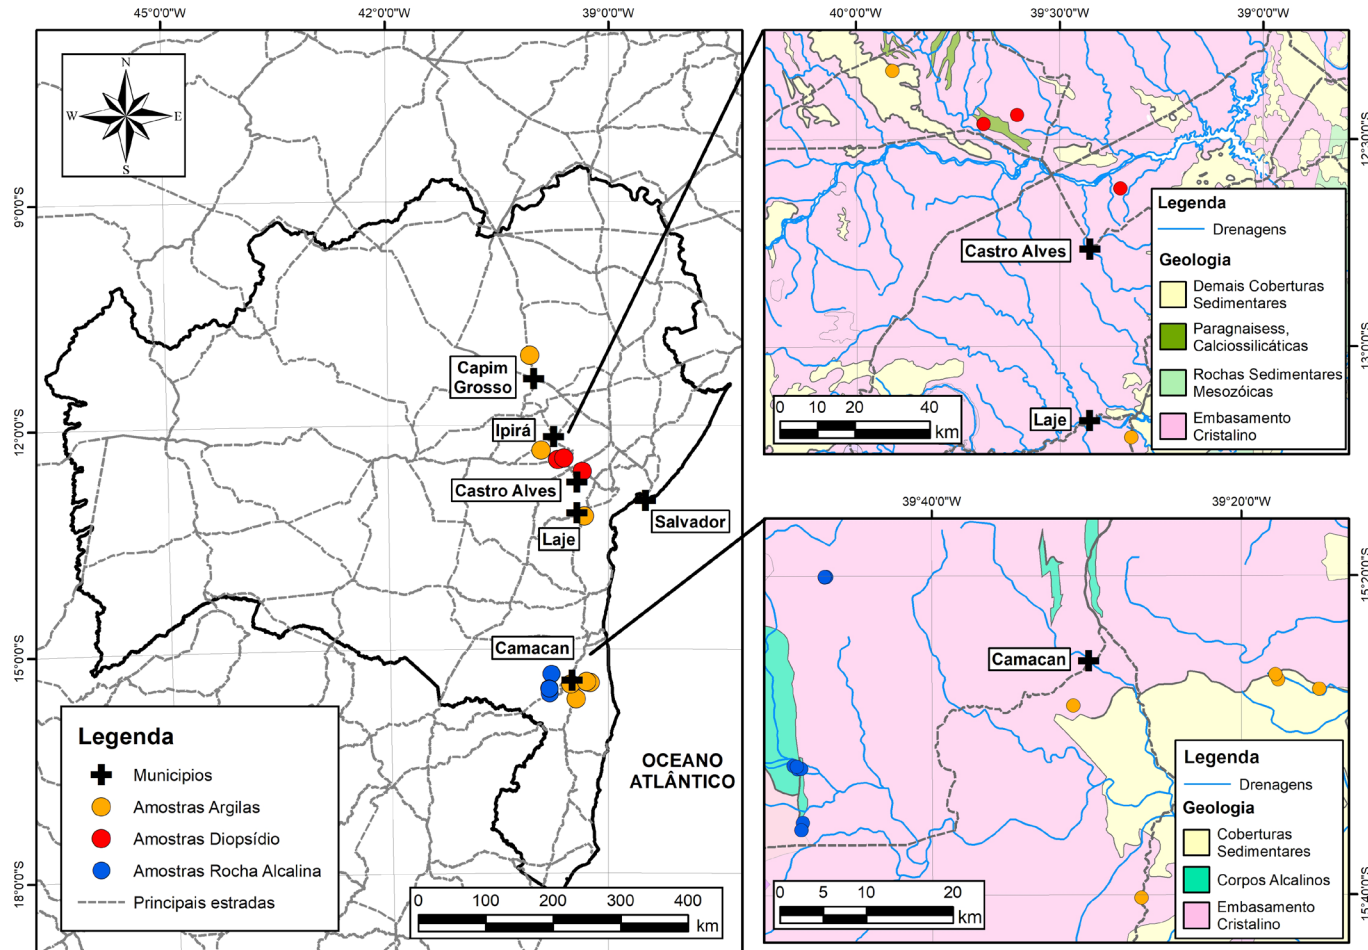 45°0'0"W
42°0'0"W
39°0'0"W
N
W
E
S
9°0'0"S
12°0'0"S
15°0'0"S
18°0'0"S
Capim
Grosso
Ipirá
Castro Alves
Laje
Salvador
Camacan
OCEANO
ATLÂNTICO
Legenda
Municipios
Amostras Argilas
Amostras Diopsídio
Amostras Rocha Alcalina
Principais estradas
0
100
200
300
400
km
40°0'0"W
39°30'0"W
39°0'0"W
12°30'0"S
13°0'0"S
Castro Alves
Laje
0
10
20
40
km
Legenda
Drenagens
Geologia
Demais Coberturas
Sedimentares
Paragnaisess,
Calciossilicáticas
Rochas Sedimentares
Mesozóicas
Embasamento
Cristalino
39°40'0"W
39°20'0"W
15°20'0"S
15°40'0"S
Camacan
0
5
10
20
km
Legenda
Drenagens
Geologia
Coberturas
Sedimentares
Corpos Alcalinos
Embasamento
Cristalino